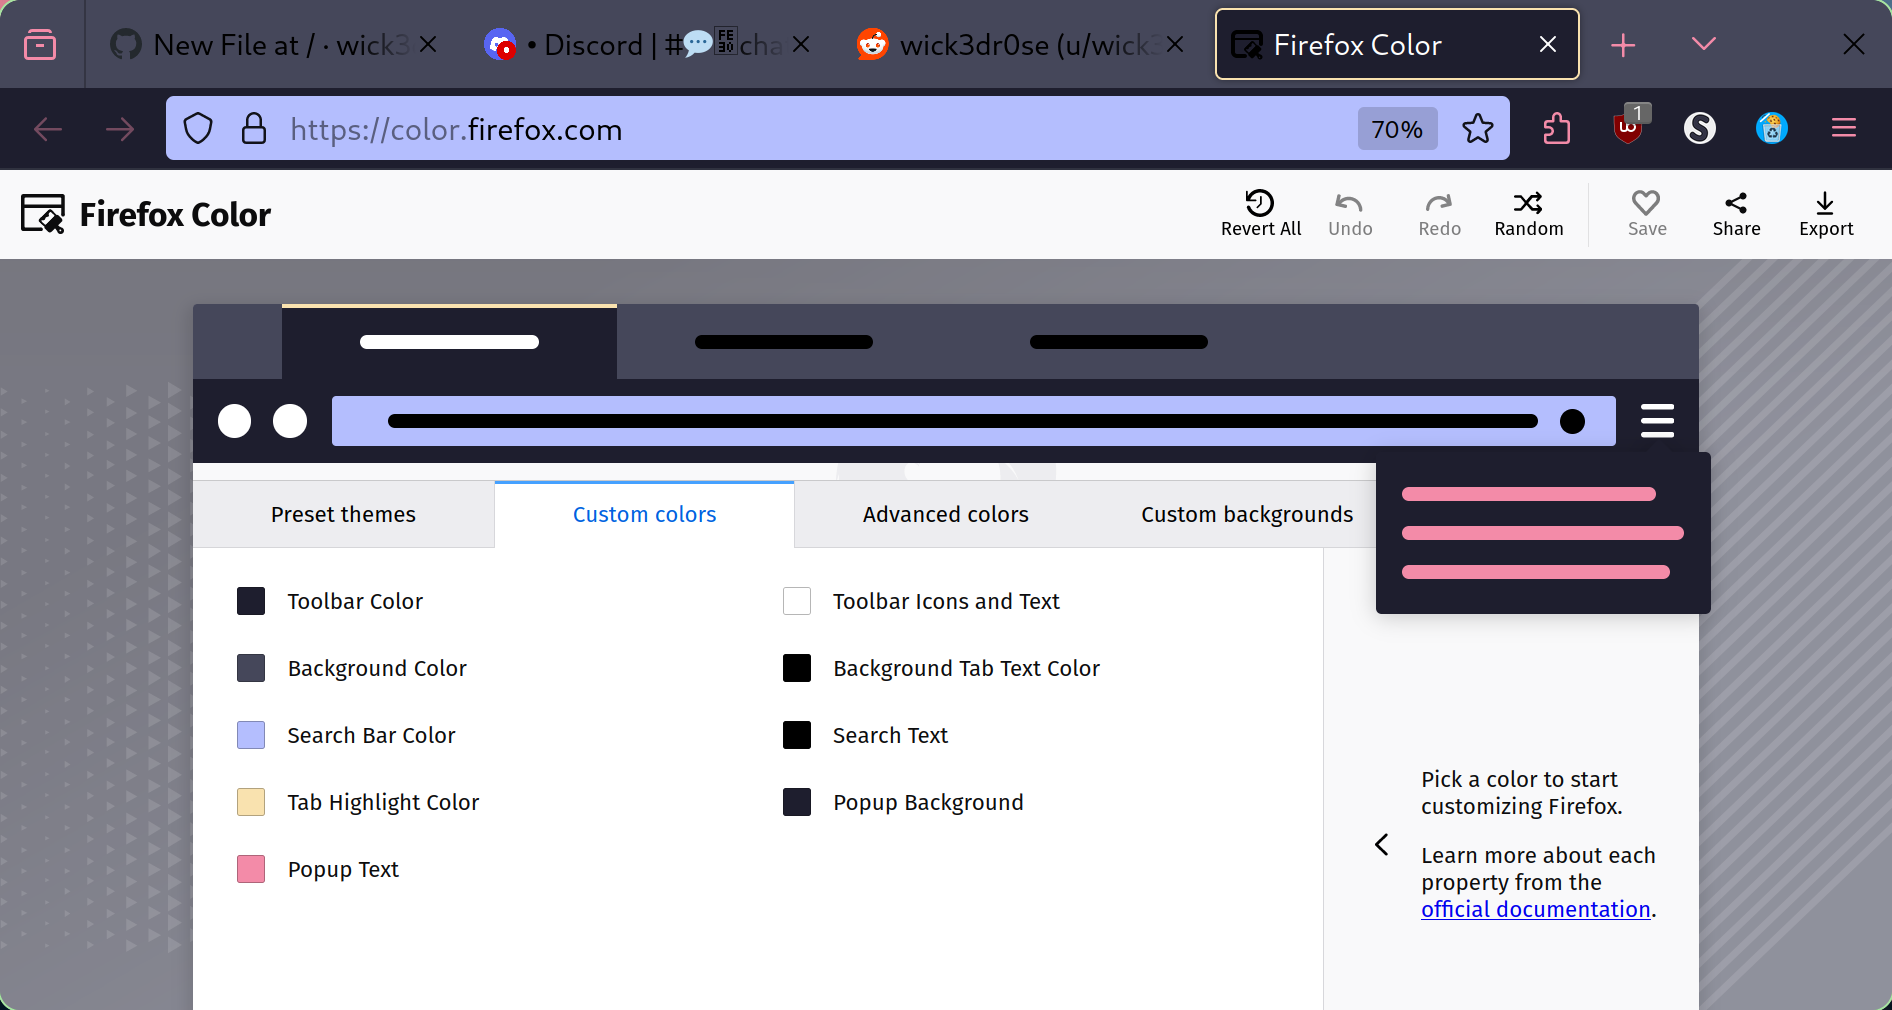 New File at / · wick3
• Discord | #💬cha
wick3dr0se (u/wick3
Firefox Color
https://color.firefox.com
70%
1
Firefox Color
Revert All
Undo
Redo
Random
Save
Share
Export
Preset themes
Custom colors
Advanced colors
Custom backgrounds
Toolbar Color
Toolbar Icons and Text
Background Color
Background Tab Text Color
Search Bar Color
Search Text
Tab Highlight Color
Popup Background
Popup Text
Pick a color to start
customizing Firefox.
Learn more about each
property from the
official documentation.